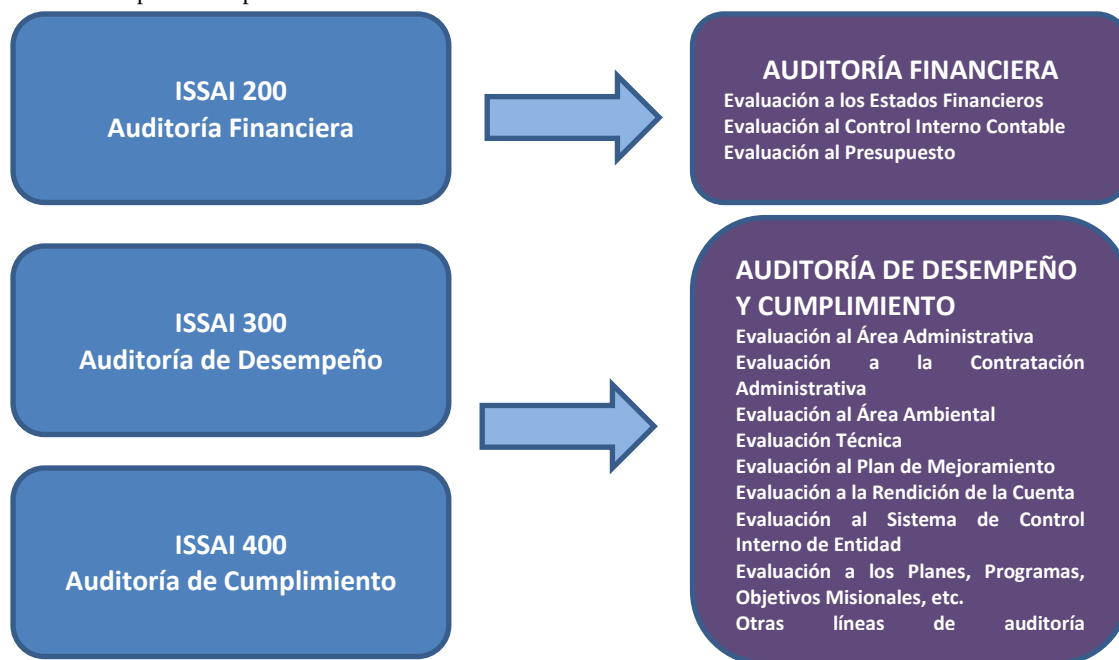 ISSAI 200
Auditoría Financiera
AUDITORÍA FINANCIERA
Evaluación a los Estados Financieros
Evaluación al Control Interno Contable
Evaluación al Presupuesto
ISSAI 300
Auditoría de Desempeño
ISSAI 400
Auditoría de Cumplimiento
AUDITORÍA DE DESEMPEÑO
Y CUMPLIMIENTO
Evaluación al Área Administrativa
Evaluación a la Contratación
Administrativa
Evaluación al Área Ambiental
Evaluación Técnica
Evaluación al Plan de Mejoramiento
Evaluación a la Rendición de la Cuenta
Evaluación al Sistema de Control
Interno de Entidad
Evaluación a los Planes, Programas,
Objetivos Misionales, etc.
Otras líneas de auditoría